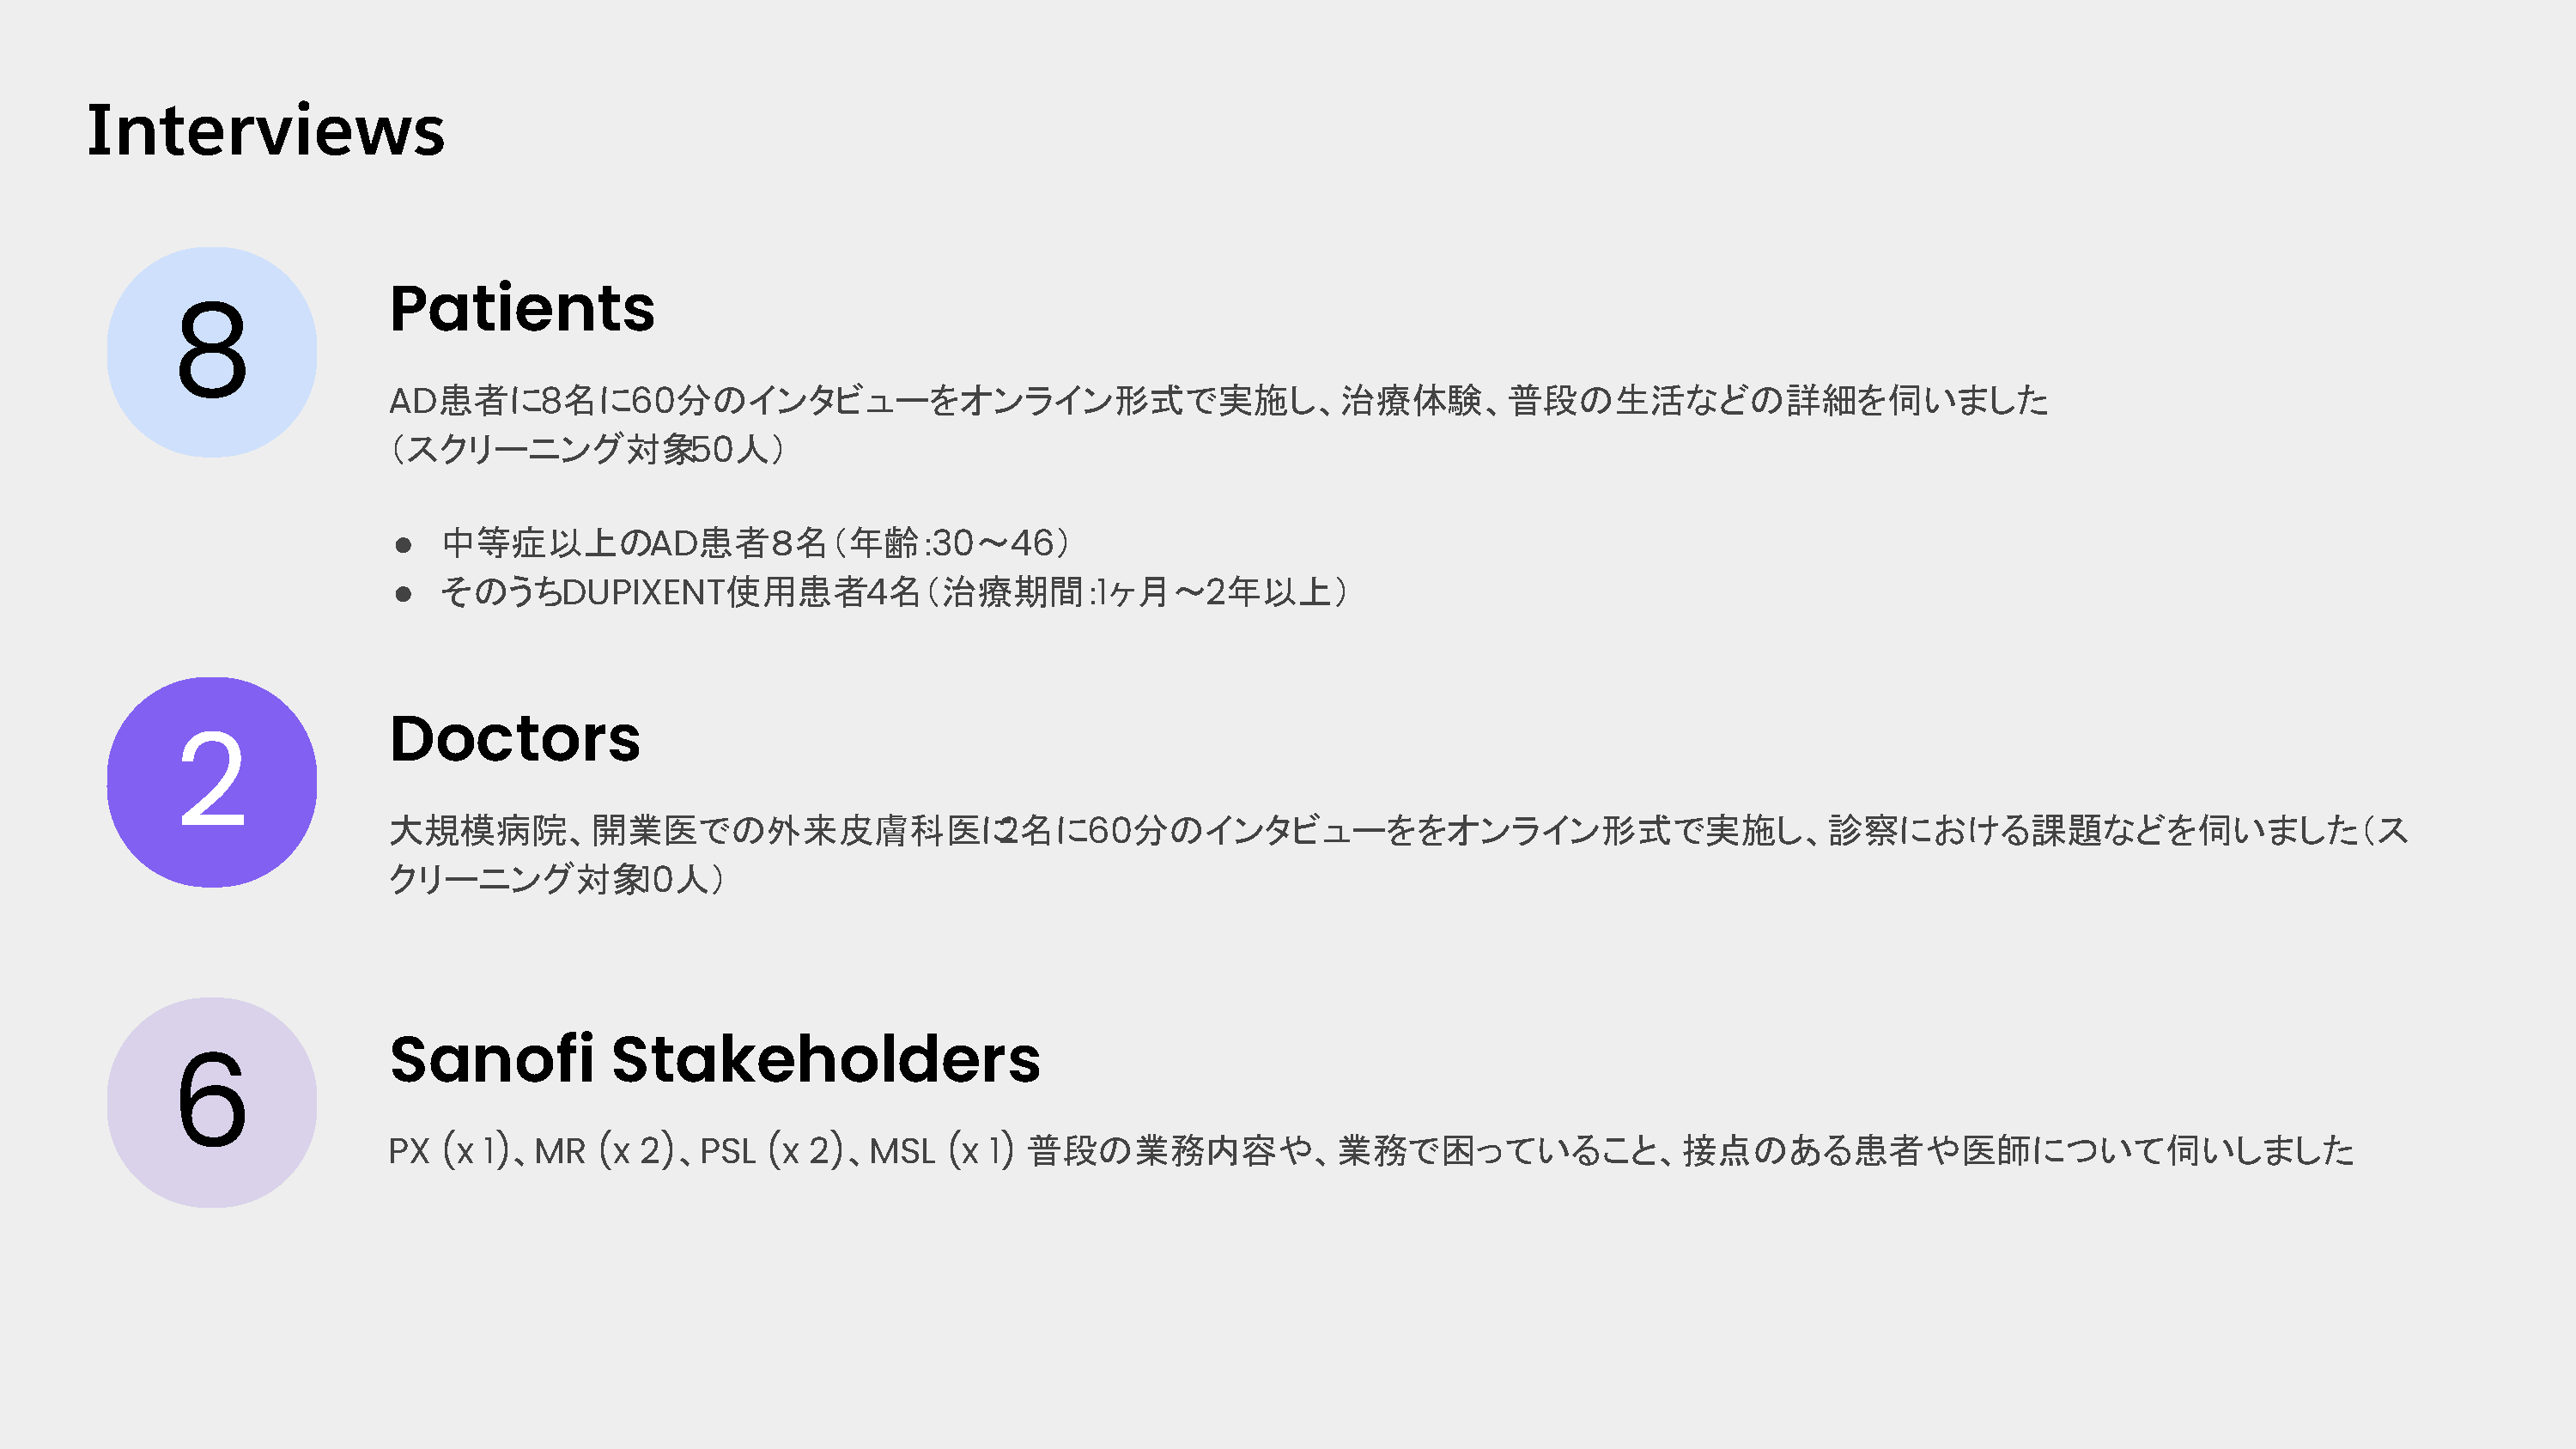 Interviews
8
Patients
AD患者に8名に60分のインタビューをオンライン形式で実施し、治療体験、普段の生活などの詳細を伺いました
（スクリーニング対象50人）
● 中等症以上のAD患者8名（年齢:30〜46）
● そのうちDUPIXENT使用患者4名（治療期間:1ヶ月〜2年以上）
2
Doctors
大規模病院、開業医での外来皮膚科医に2名に60分のインタビューををオンライン形式で実施し、診察における課題などを伺いました（ス
クリーニング対象10人）
6
Sanofi Stakeholders
PX (x 1)、MR (x 2)、PSL (x 2)、MSL (x 1) 普段の業務内容や、業務で困っていること、接点のある患者や医師について伺いしました